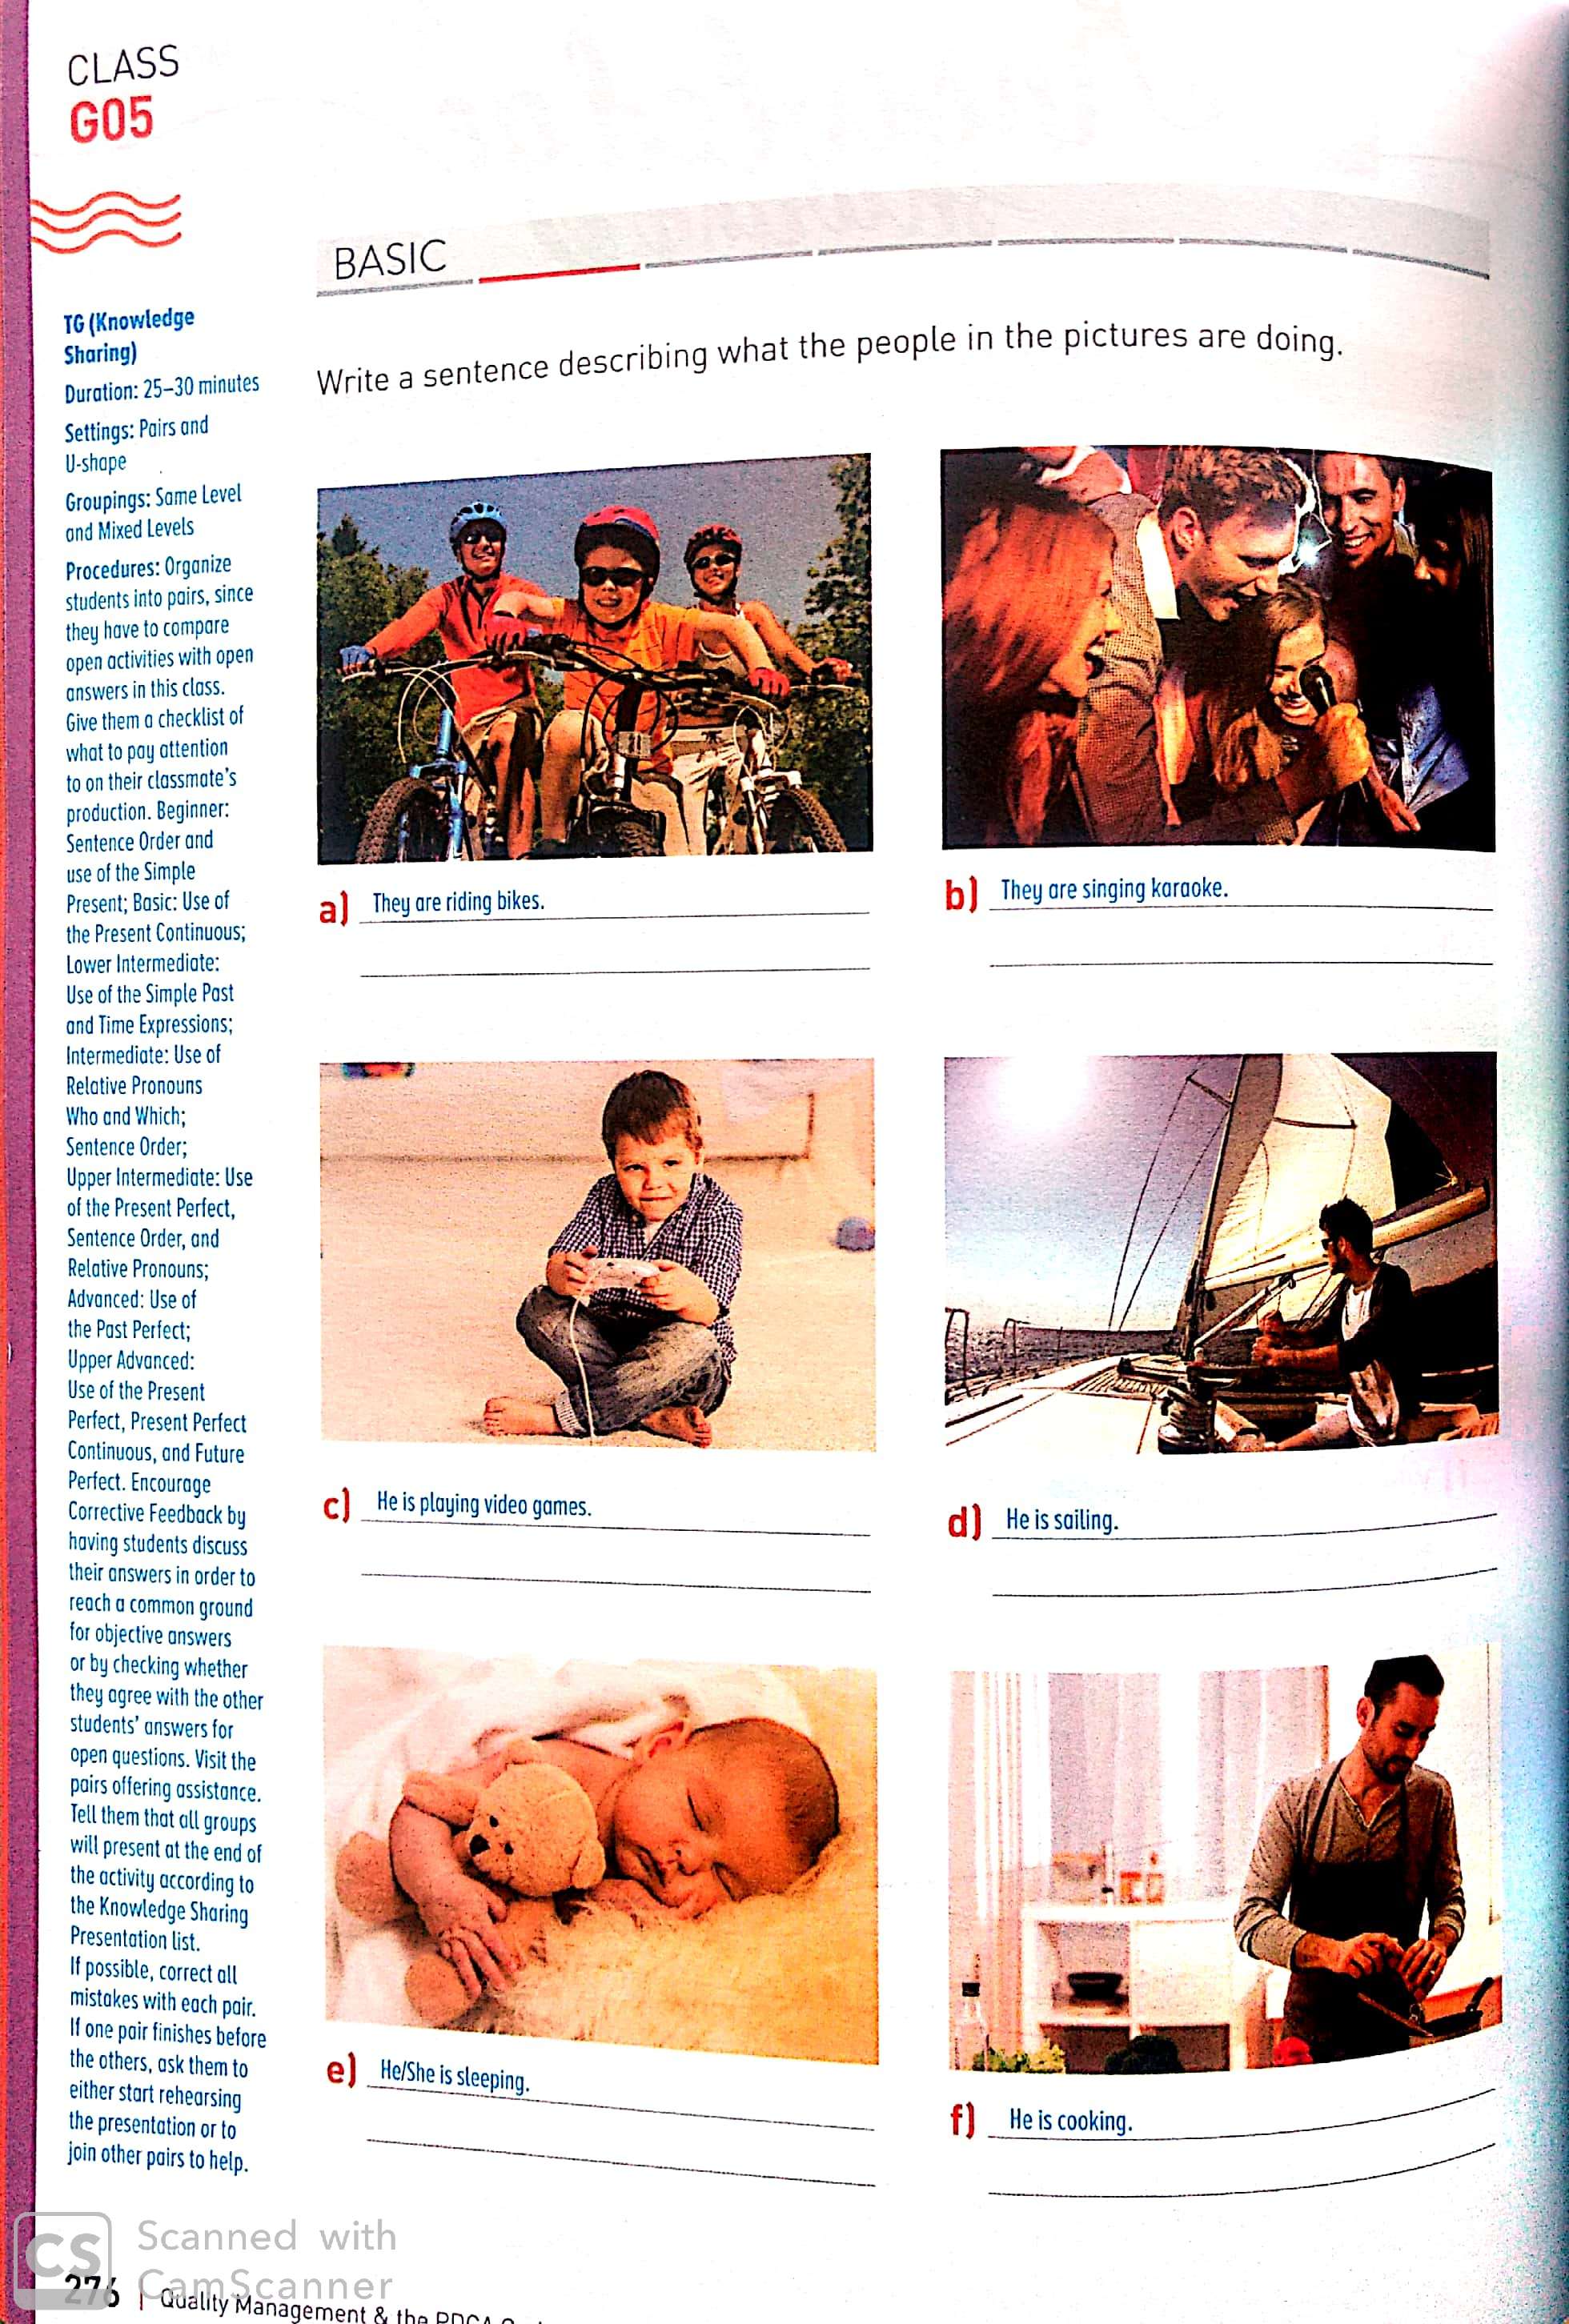 CLASS
G05
TG (Knowledge
Sharing)
Duration: 25–30 minutes
Settings: Pairs and
U-shape
Groupings: Same Level
and Mixed Levels
Procedures: Organize
students into pairs, since
they have to compare
open activities with open
answers in this class.
Give them a checklist of
what to pay attention
to on their classmate's
production. Beginner:
Sentence Order and
use of the Simple
Present; Basic: Use of
the Present Continuous;
Lower Intermediate:
Use of the Simple Past
and Time Expressions;
Intermediate: Use of
Relative Pronouns
Who and Which;
Sentence Order;
Upper Intermediate: Use
of the Present Perfect,
Sentence Order, and
Relative Pronouns;
Advanced: Use of
the Past Perfect;
Upper Advanced:
Use of the Present
Perfect, Present Perfect
Continuous, and Future
Perfect. Encourage
Corrective Feedback by
having students discuss
their answers in order to
reach a common ground
for objective answers
or by checking whether
they agree with the other
students' answers for
open questions. Visit the
pairs offering assistance.
Tell them that all groups
will present at the end of
the activity according to
the Knowledge Sharing
Presentation list.
If possible, correct all
mistakes with each pair.
If one pair finishes before
the others, ask them to
either start rehearsing
the presentation or to
join other pairs to help.
BASIC
Write a sentence describing what the people in the pictures are doing.
a) They are riding bikes.
b) They are singing karaoke.
c) He is playing video games.
d) He is sailing.
e) He/She is sleeping.
f) He is cooking.
276 | Quality Management & the PDCA
CS Scanned with
CamScanner